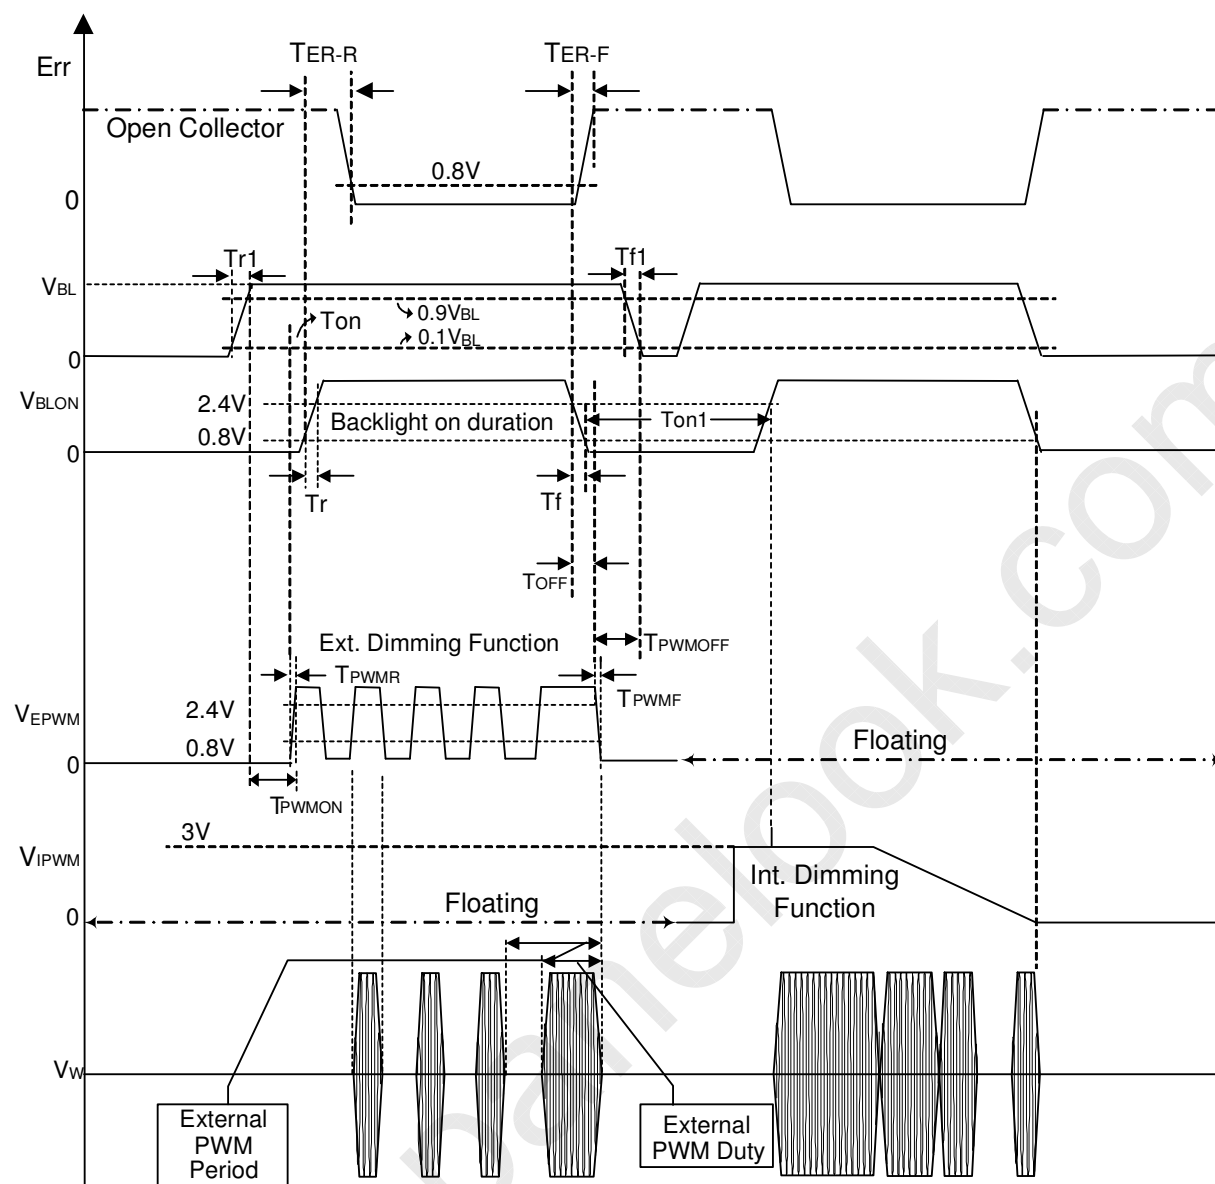 TER-R TER-F
Err
Open Collector
0.8V
0
Tr1 Tf1
VBL
0.9VBL
Ton
0.1VBL
0
VBLON
2.4V
Backlight on duration
Ton1
0.8V
0
Tr Tf
TOFF
Ext. Dimming Function
TPWMOFF
TPWMR
TPWMF
VEPWM
2.4V
0.8V
0
Floating
TPWMON
3V
VIPWM
Int. Dimming
Function
Floating
0
VW
External
PWM
Period
External
PWM Duty
panelook.com